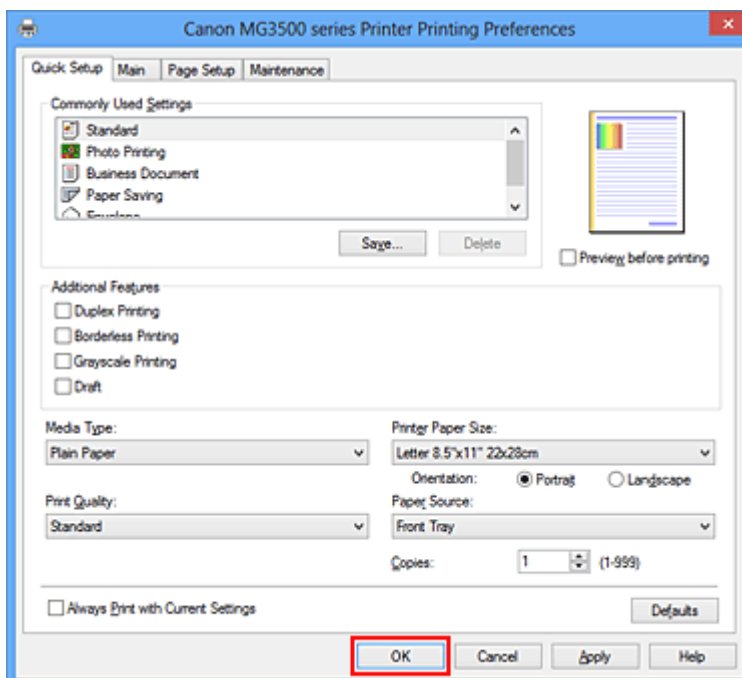 Canon MG3500 series Printer Printing Preferences
Quick Setup Main Page Setup Maintenance
Commonly Used Settings
Standard
Photo Printing
Business Document
Paper Saving
Envelope
Save... Delete
Preview before printing
Additional Features
Duplex Printing
Borderless Printing
Grayscale Printing
Draft
Media Type: Printer Paper Size:
Plain Paper Letter 8.5"x11" 22x28cm
Orientation: Portrait Landscape
Print Quality: Paper Source:
Standard Front Tray
Copies: 1 (1-999)
Always Print with Current Settings Defaults
OK Cancel Apply Help